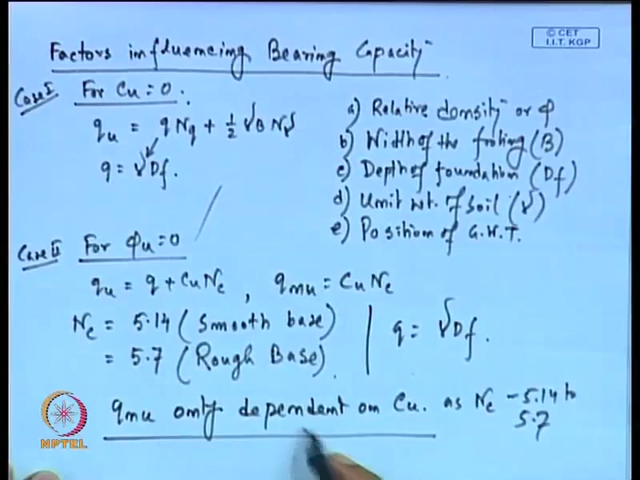 © CET
I.I.T. KGP
Factors influencing Bearing Capacity
Case I For Cu = 0.
qu = qNq + 1/2 γB Nγ
q = γDf.
a) Relative density or φ
b) Width of the footing (B)
c) Depth of foundation (Df)
d) Unit wt. of soil (γ)
e) Position of G.W.T.
Case II For φu = 0
qu = q + Cu Nc , qnu = Cu Nc
Nc = 5.14 (Smooth base)
= 5.7 (Rough Base).
q = γDf.
qnu only dependent on Cu. as Nc - 5.14 to
5.7
NPTEL